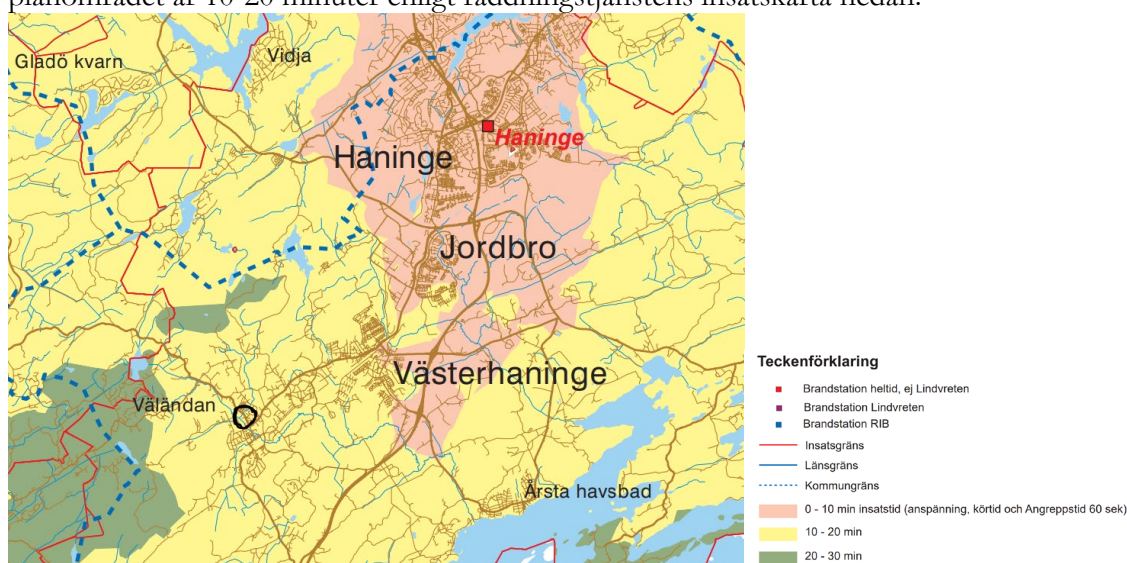 planområdet är 10-20 minuter enligt räddningstjänstens insatskarta nedan.
Gladö kvarn
Vidja
Haninge
Haninge
Jordbro
Västerhaninge
Väländan
Årsta havsbad
Teckenförklaring
Brandstation heltid, ej Lindvreten
Brandstation Lindvreten
Brandstation RIB
Insatsgräns
Länsgräns
Kommungräns
0 - 10 min insatstid (anspänning, körtid och Angreppstid 60 sek)
10 - 20 min
20 - 30 min